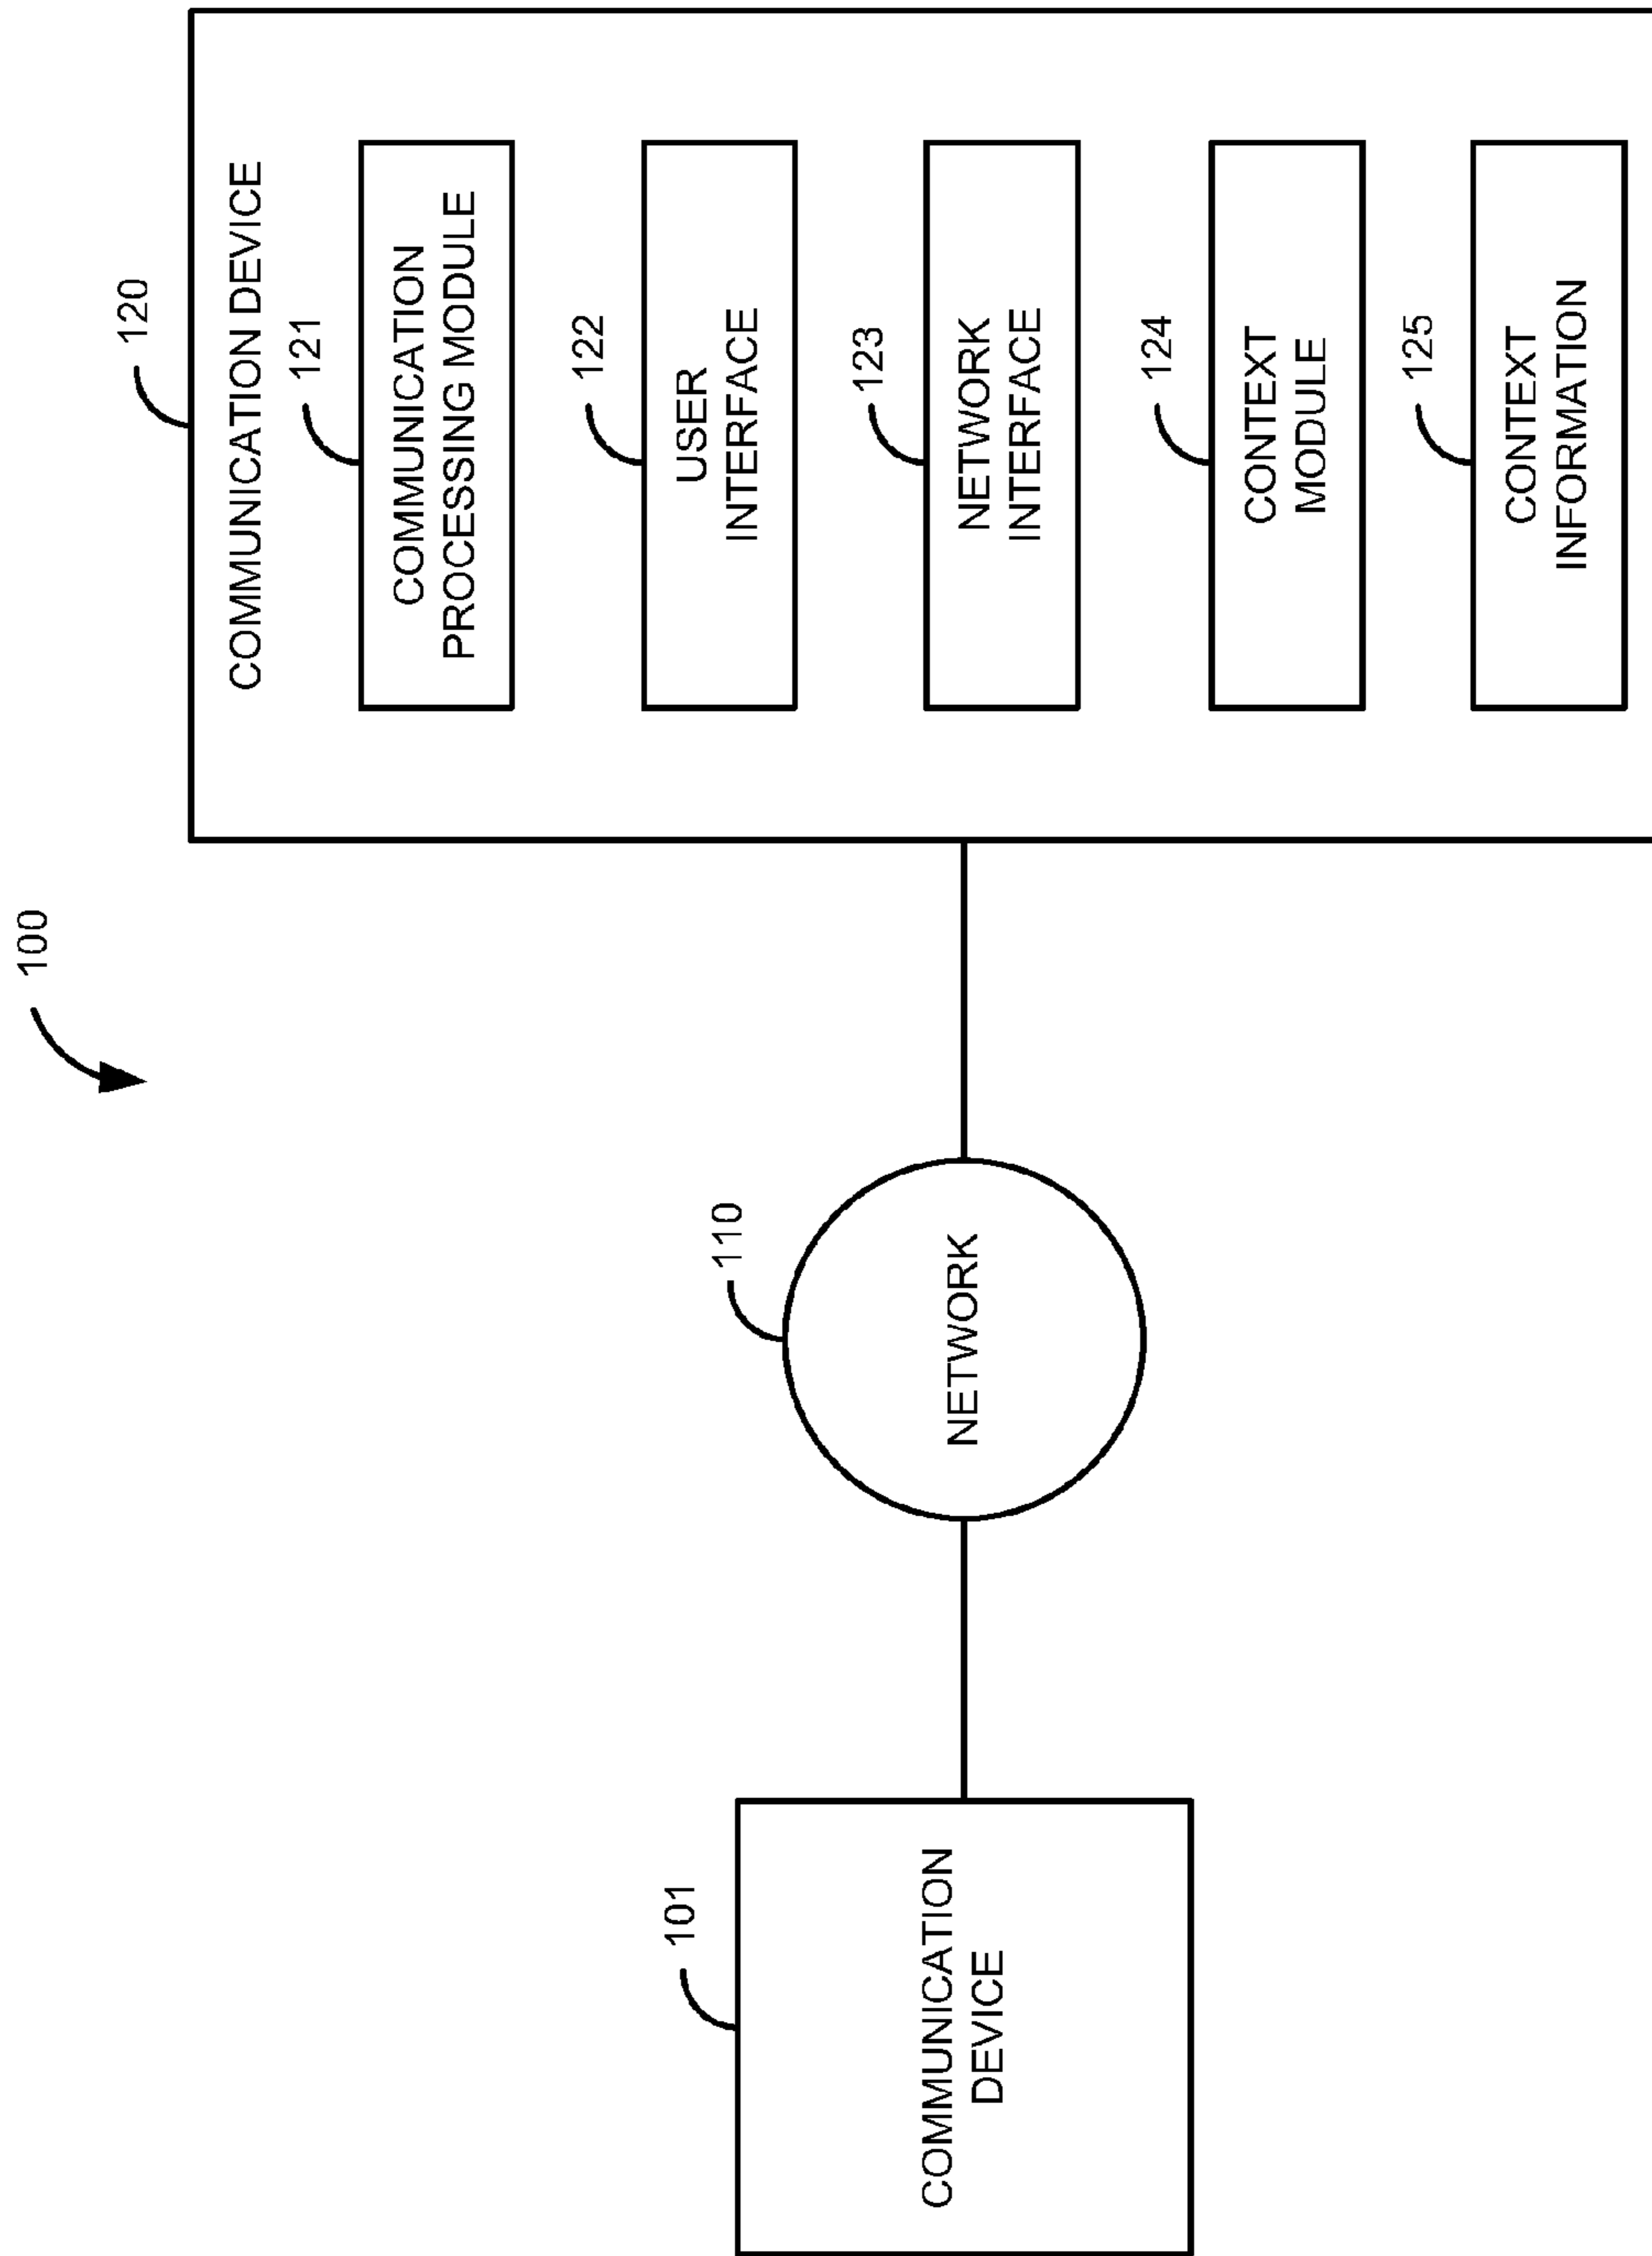 100
101
COMMUNICATION
DEVICE
110
NETWORK
120
COMMUNICATION DEVICE
121
COMMUNICATION
PROCESSING MODULE
122
USER
INTERFACE
123
NETWORK
INTERFACE
124
CONTEXT
MODULE
125
CONTEXT
INFORMATION